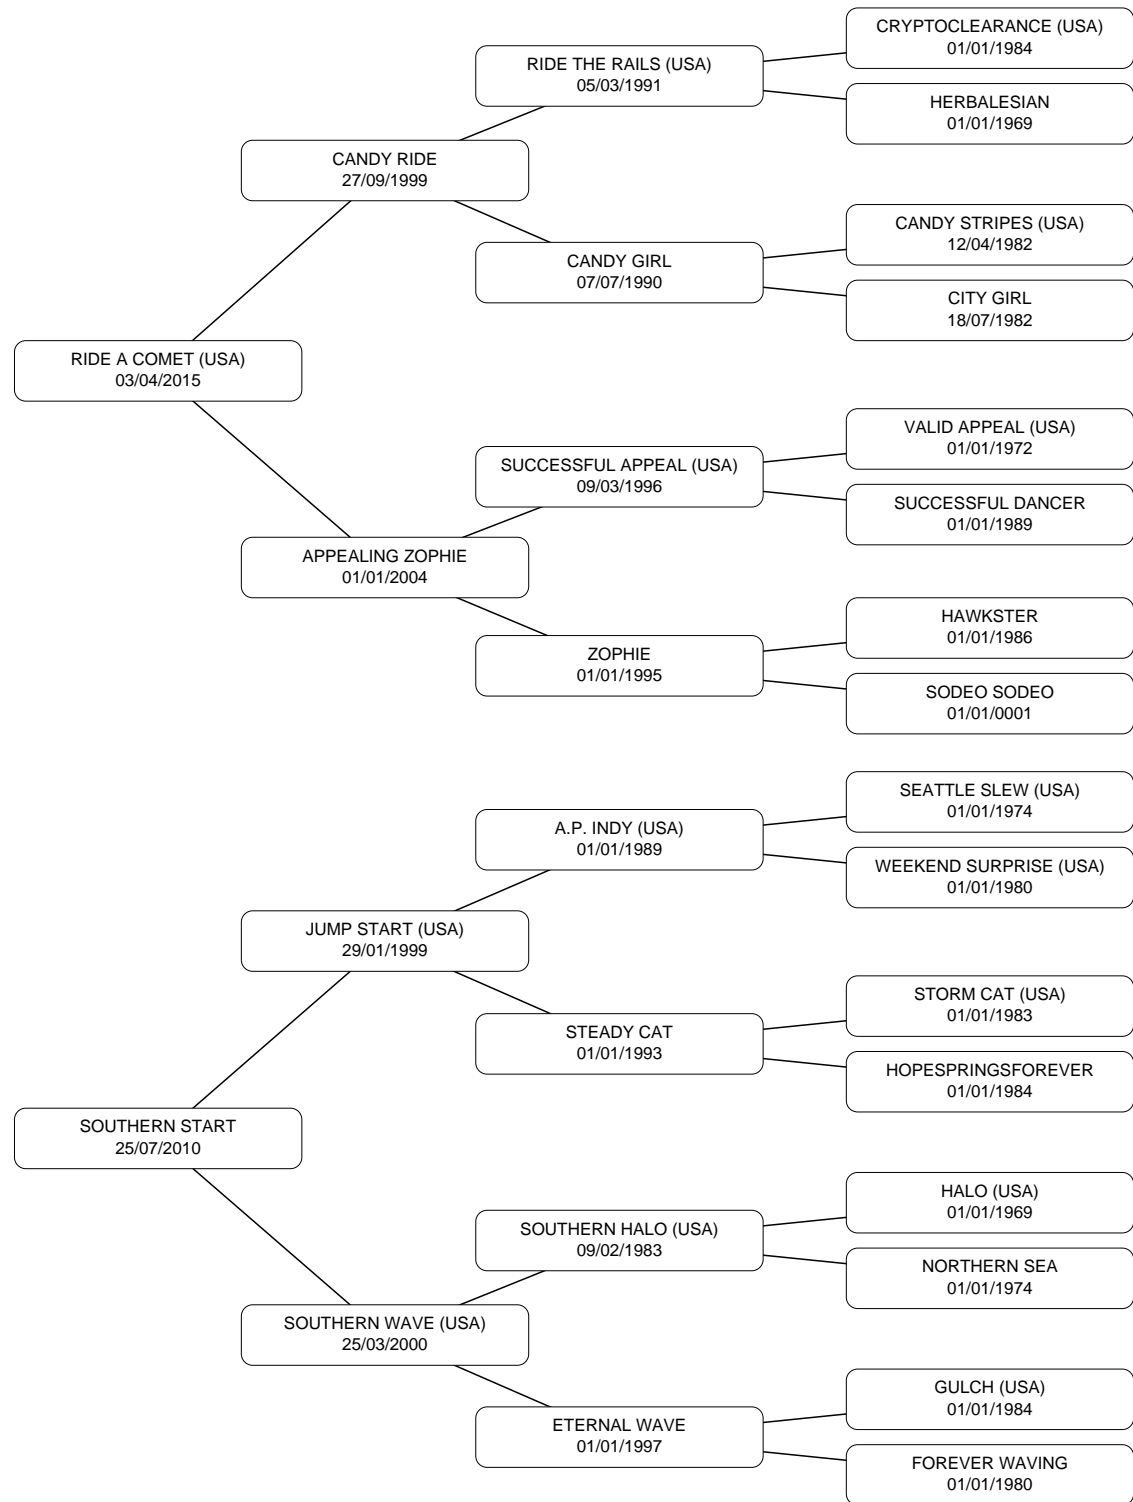 CRYPTOCLEARANCE (USA)
01/01/1984
RIDE THE RAILS (USA)
05/03/1991
HERBALESIAN
01/01/1969
CANDY RIDE
27/09/1999
CANDY STRIPES (USA)
12/04/1982
CANDY GIRL
07/07/1990
CITY GIRL
18/07/1982
RIDE A COMET (USA)
03/04/2015
VALID APPEAL (USA)
01/01/1972
SUCCESSFUL APPEAL (USA)
09/03/1996
SUCCESSFUL DANCER
01/01/1989
APPEALING ZOPHIE
01/01/2004
HAWKSTER
01/01/1986
ZOPHIE
01/01/1995
SODEO SODEO
01/01/0001
SEATTLE SLEW (USA)
01/01/1974
A.P. INDY (USA)
01/01/1989
WEEKEND SURPRISE (USA)
01/01/1980
JUMP START (USA)
29/01/1999
STORM CAT (USA)
01/01/1983
STEADY CAT
01/01/1993
HOPESPRINGSFOREVER
01/01/1984
SOUTHERN START
25/07/2010
HALO (USA)
01/01/1969
SOUTHERN HALO (USA)
09/02/1983
NORTHERN SEA
01/01/1974
SOUTHERN WAVE (USA)
25/03/2000
GULCH (USA)
01/01/1984
ETERNAL WAVE
01/01/1997
FOREVER WAVING
01/01/1980